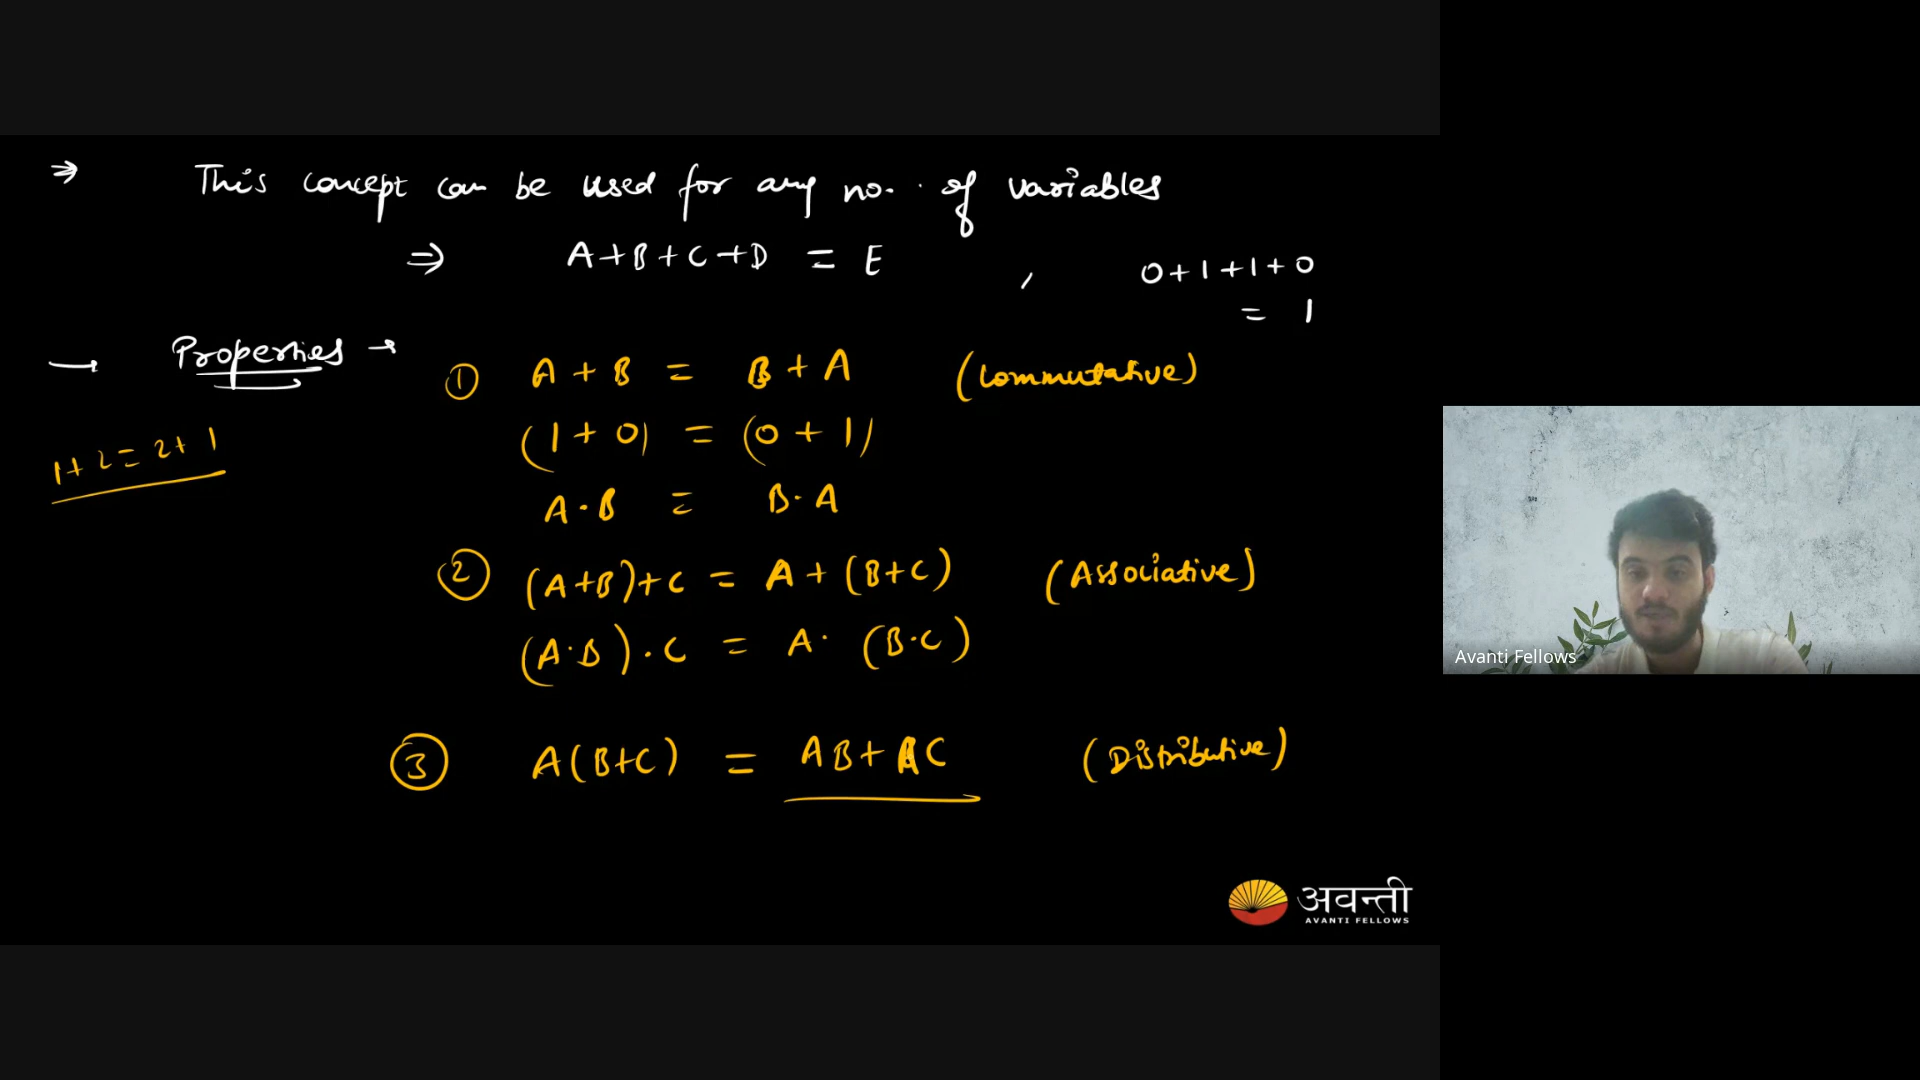 ⇒ This concept can be used for any no. of variables
⇒ A+B+C+D = E , 0+1+1+0
= 1
→ Properties →
① A + B = B + A (Commutative)
(1 + 0) = (0 + 1)
1+2=2+1
A·B = B·A
② (A+B)+C = A+(B+C) (Associative)
(A·B)·C = A·(B·C)
③ A(B+C) = AB+AC (Distributive)
Avanti Fellows
अवन्ती
AVANTI FELLOWS